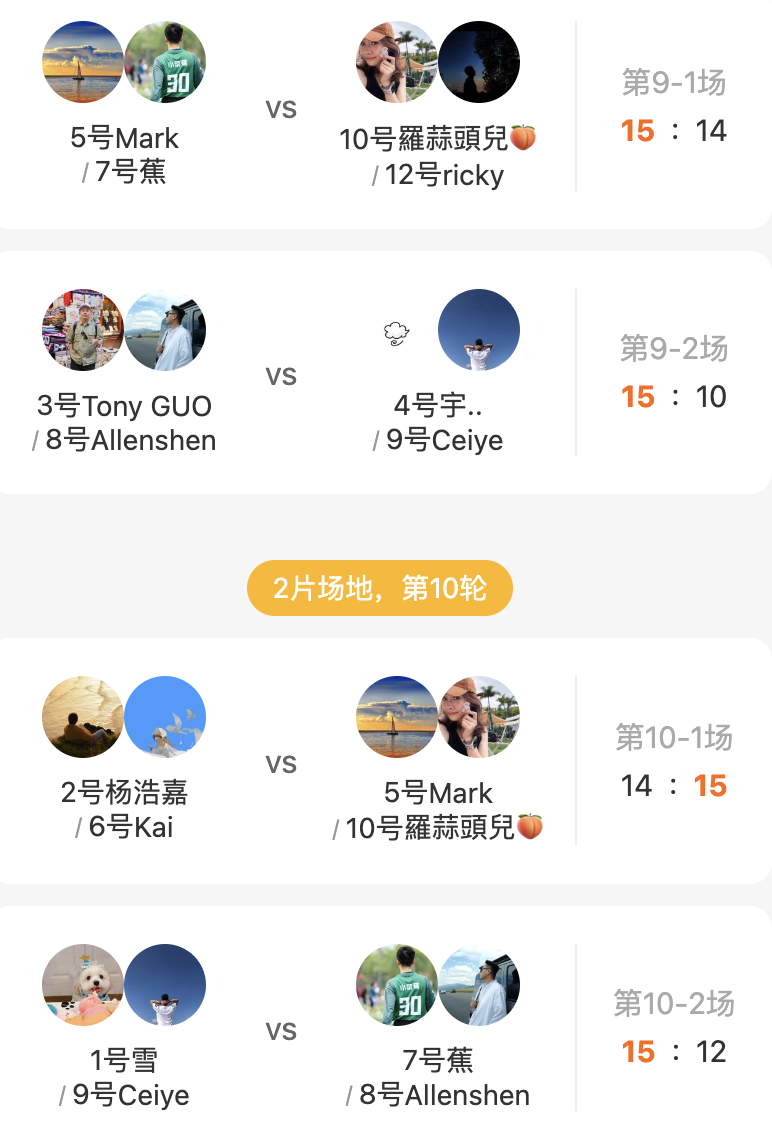 小飛俠
30
5号Mark
/ 7号蕉
vs
10号羅蒜頭兒🍑
/ 12号ricky
第9-1场
15 : 14
3号Tony GUO
/ 8号Allenshen
vs
4号宇..
/ 9号Ceiye
第9-2场
15 : 10
2片场地，第10轮
2号杨浩嘉
/ 6号Kai
vs
5号Mark
/ 10号羅蒜頭兒🍑
第10-1场
14 : 15
1号雪
/ 9号Ceiye
vs
30
7号蕉
/ 8号Allenshen
第10-2场
15 : 12